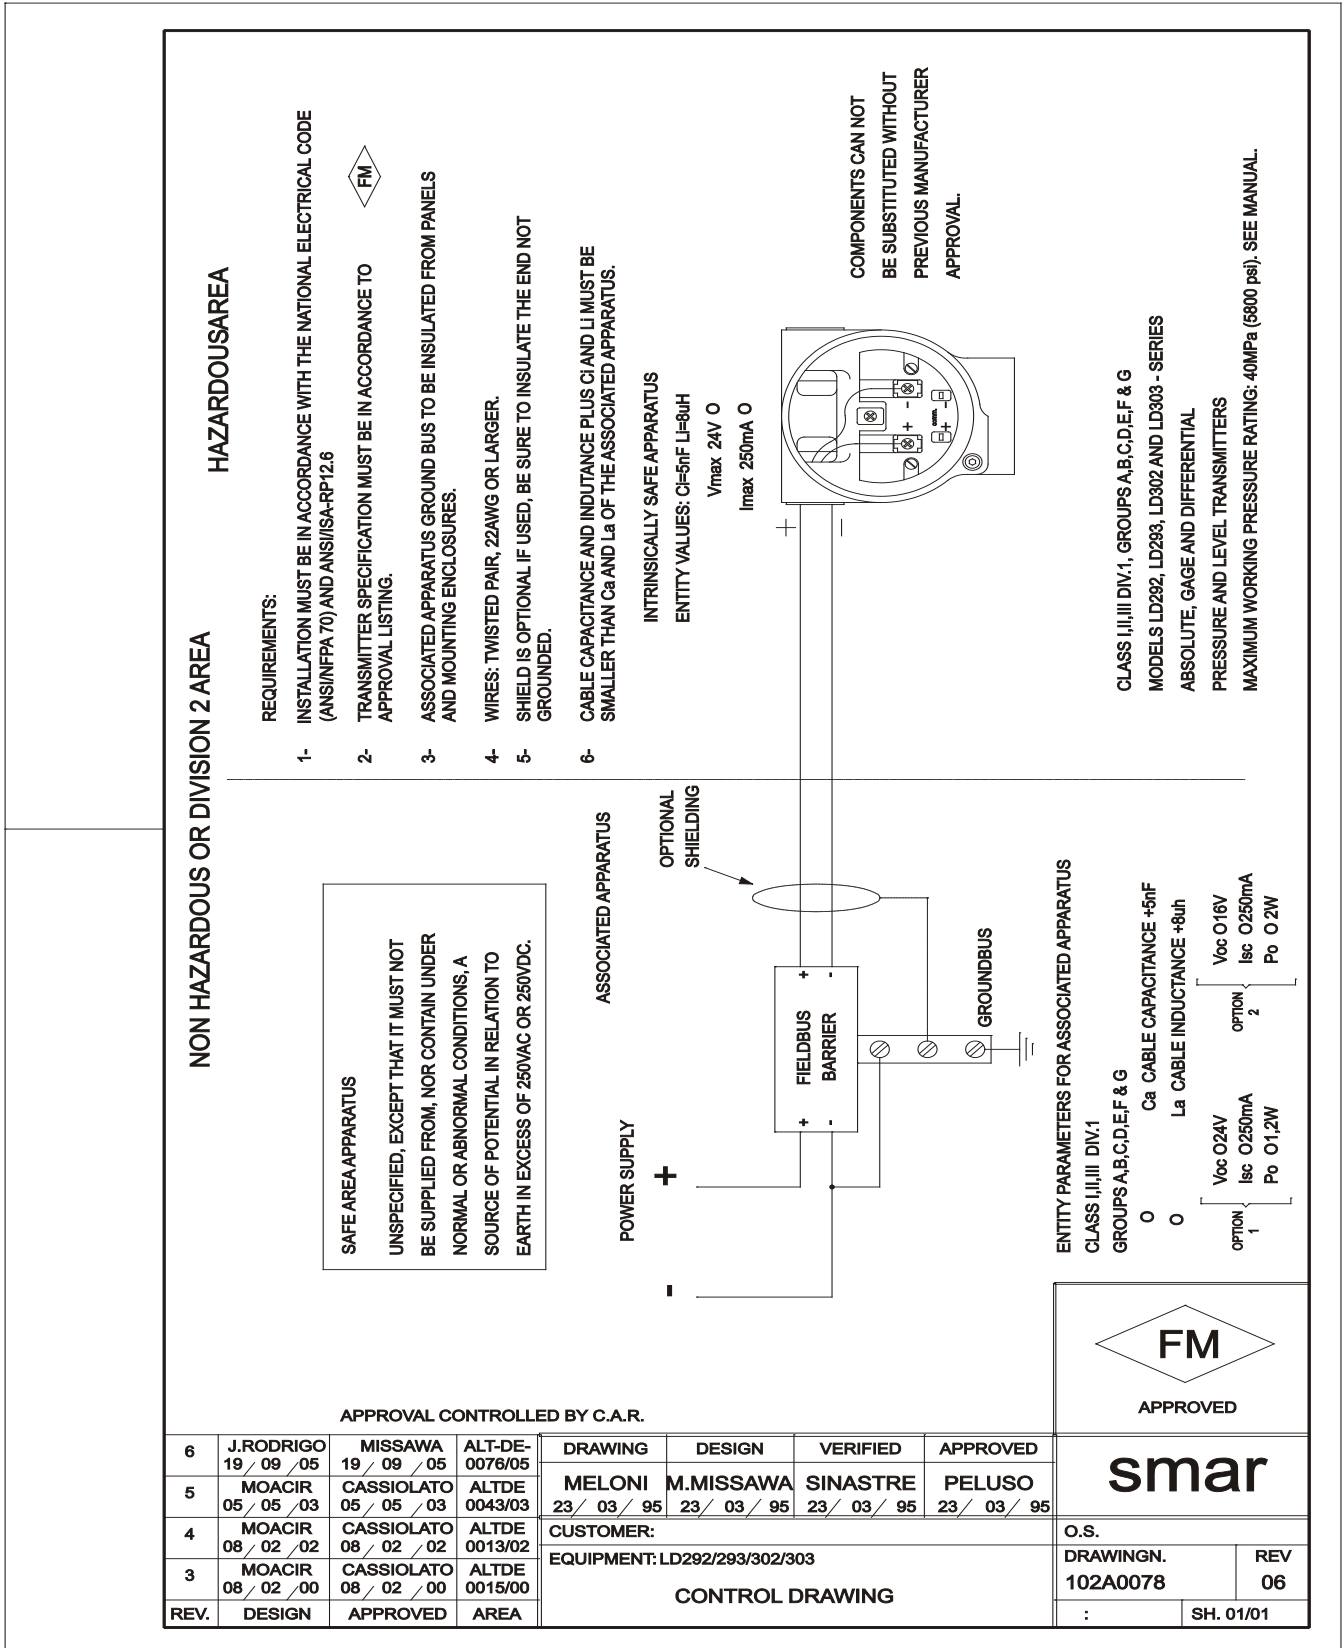 NON HAZARDOUS OR DIVISION 2 AREA
HAZARDOUSAREA
REQUIREMENTS:
1- INSTALLATION MUST BE IN ACCORDANCE WITH THE NATIONAL ELECTRICAL CODE
(ANSI/NFPA 70) AND ANSI/ISA-RP12.6
2- TRANSMITTER SPECIFICATION MUST BE IN ACCORDANCE TO FM
APPROVAL LISTING.
3- ASSOCIATED APPARATUS GROUND BUS TO BE INSULATED FROM PANELS
AND MOUNTING ENCLOSURES.
4- WIRES: TWISTED PAIR, 22AWG OR LARGER.
5- SHIELD IS OPTIONAL IF USED, BE SURE TO INSULATE THE END NOT
GROUNDED.
6- CABLE CAPACITANCE AND INDUTANCE PLUS Ci AND Li MUST BE
SMALLER THAN Ca AND La OF THE ASSOCIATED APPARATUS.
SAFE AREA APPARATUS
UNSPECIFIED, EXCEPT THAT IT MUST NOT
BE SUPPLIED FROM, NOR CONTAIN UNDER
NORMAL OR ABNORMAL CONDITIONS, A
SOURCE OF POTENTIAL IN RELATION TO
EARTH IN EXCESS OF 250VAC OR 250VDC.
ASSOCIATED APPARATUS
OPTIONAL
SHIELDING
POWER SUPPLY
- +
FIELDBUS
BARRIER
+ +
- -
GROUNDBUS
INTRINSICALLY SAFE APPARATUS
ENTITY VALUES: Ci=5nF Li=8uH
Vmax 24V O
Imax 250mA O
+
-
+ -
comm.
+ -
COMPONENTS CAN NOT
BE SUBSTITUTED WITHOUT
PREVIOUS MANUFACTURER
APPROVAL.
ENTITY PARAMETERS FOR ASSOCIATED APPARATUS
CLASS I,II,III DIV.1
GROUPS A,B,C,D,E,F & G
O Ca CABLE CAPACITANCE +5nF
O La CABLE INDUCTANCE +8uh
OPTION
1
Voc O24V
Isc O250mA
Po O1,2W
OPTION
2
Voc O16V
Isc O250mA
Po O 2W
CLASS I,II,III DIV.1, GROUPS A,B,C,D,E,F & G
MODELS LD292, LD293, LD302 AND LD303 - SERIES
ABSOLUTE, GAGE AND DIFFERENTIAL
PRESSURE AND LEVEL TRANSMITTERS
MAXIMUM WORKING PRESSURE RATING: 40MPa (5800 psi). SEE MANUAL.
FM
APPROVED
APPROVAL CONTROLLED BY C.A.R.
6 J.RODRIGO MISSAWA ALT-DE-
19/09/05 19/09/05 0076/05
5 MOACIR CASSIOLATO ALTDE
05/05/03 05/05/03 0043/03
4 MOACIR CASSIOLATO ALTDE
08/02/02 08/02/02 0013/02
3 MOACIR CASSIOLATO ALTDE
08/02/00 08/02/00 0015/00
REV. DESIGN APPROVED AREA
DRAWING DESIGN VERIFIED APPROVED
MELONI M.MISSAWA SINASTRE PELUSO
23/03/95 23/03/95 23/03/95 23/03/95
CUSTOMER:
EQUIPMENT: LD292/293/302/303
CONTROL DRAWING
smar
O.S.
DRAWINGN. REV
102A0078 06
: SH. 01/01